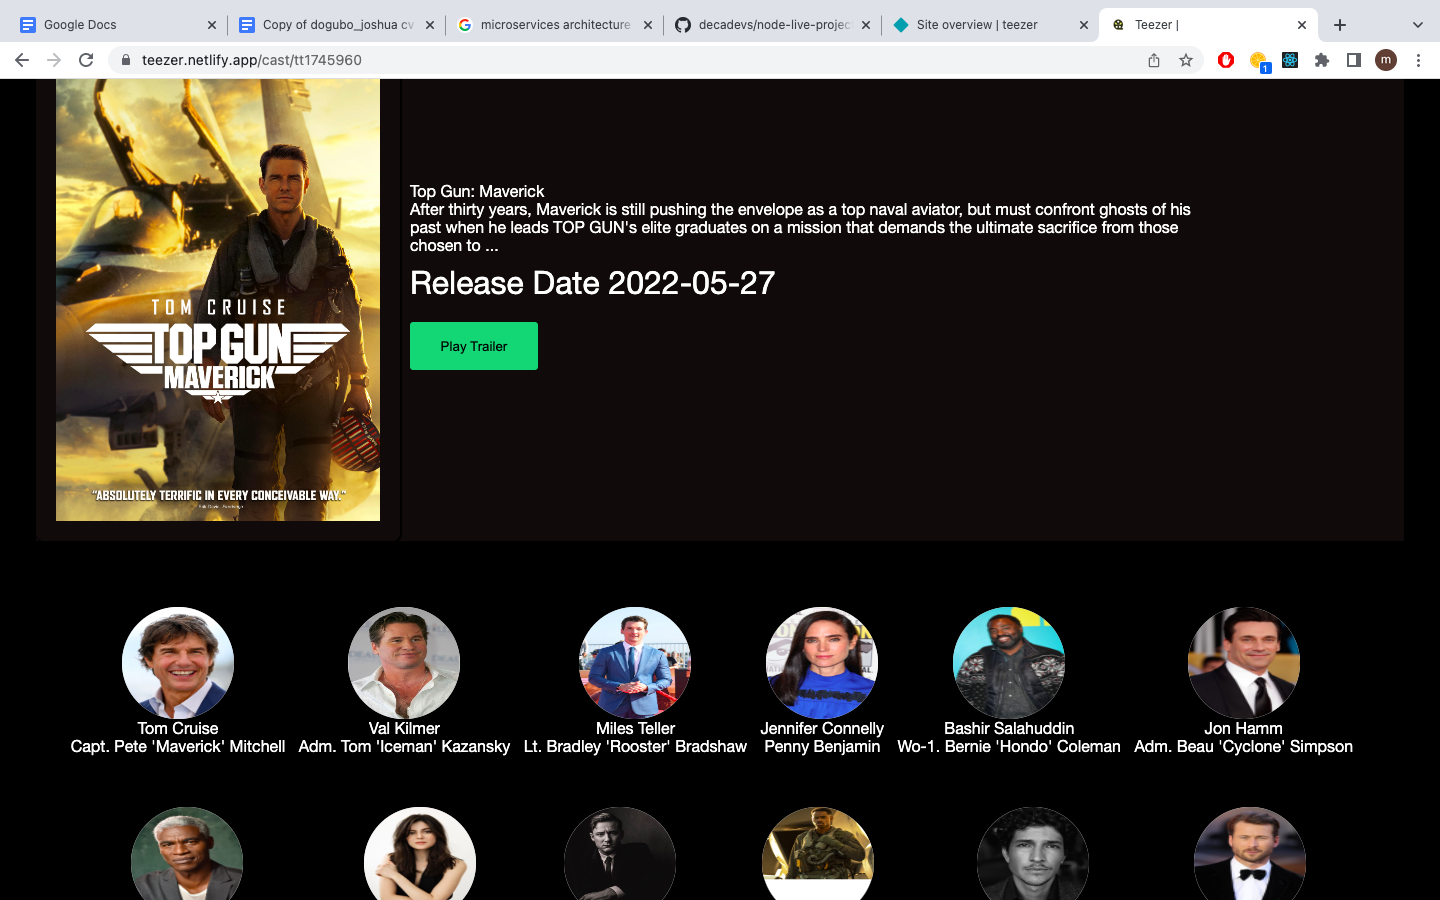 Google Docs
Copy of dogubo_joshua cv
microservices architecture
decadevs/node-live-projec
Site overview | teezer
Teezer |
teezer.netlify.app/cast/tt1745960
1
m
TOM CRUISE
TOP GUN
MAVERICK
"ABSOLUTELY TERRIFIC IN EVERY CONCEIVABLE WAY."
Top Gun: Maverick
After thirty years, Maverick is still pushing the envelope as a top naval aviator, but must confront ghosts of his
past when he leads TOP GUN's elite graduates on a mission that demands the ultimate sacrifice from those
chosen to ...
Release Date 2022-05-27
Play Trailer
Tom Cruise
Capt. Pete 'Maverick' Mitchell
Val Kilmer
Adm. Tom 'Iceman' Kazansky
Miles Teller
Lt. Bradley 'Rooster' Bradshaw
Jennifer Connelly
Penny Benjamin
Bashir Salahuddin
Wo-1. Bernie 'Hondo' Coleman
Jon Hamm
Adm. Beau 'Cyclone' Simpson